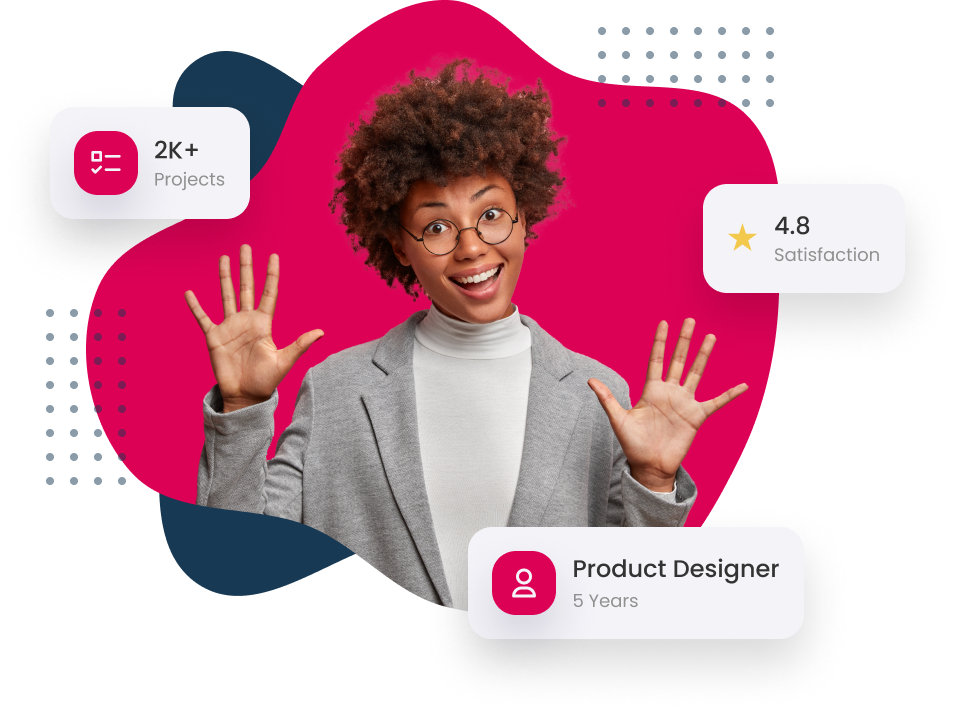 2K+
Projects
4.8
Satisfaction
Product Designer
5 Years